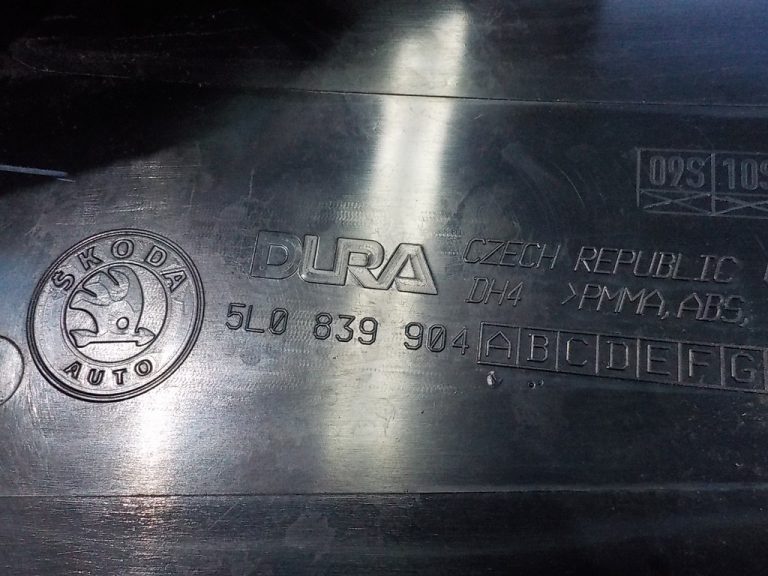 09S 10S
SKODA
AUTO
DURA
CZECH REPUBLIC
DH4 >PMMA, ABS,
5L0 839 904 A B C D E F G